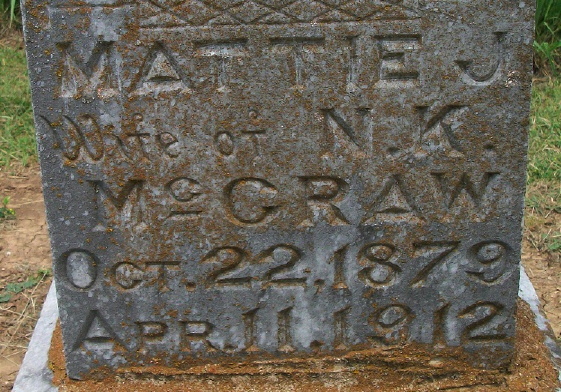 MATTIE J
Wife of N.K.
McGRAW
OCT. 22, 1879
APR. 11. 1912